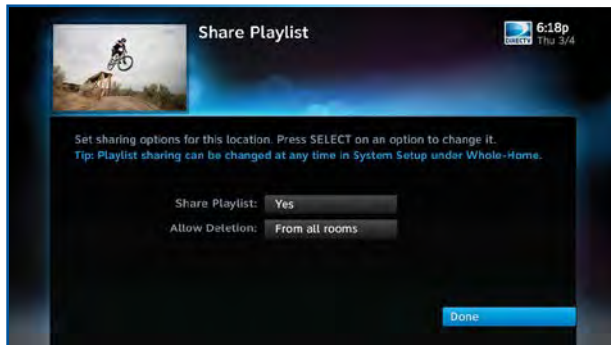 Share Playlist
DIRECTV
6:18p
Thu 3/4
Set sharing options for this location. Press SELECT on an option to change it.
Tip: Playlist sharing can be changed at any time in System Setup under Whole-Home.
Share Playlist: Yes
Allow Deletion: From all rooms
Done